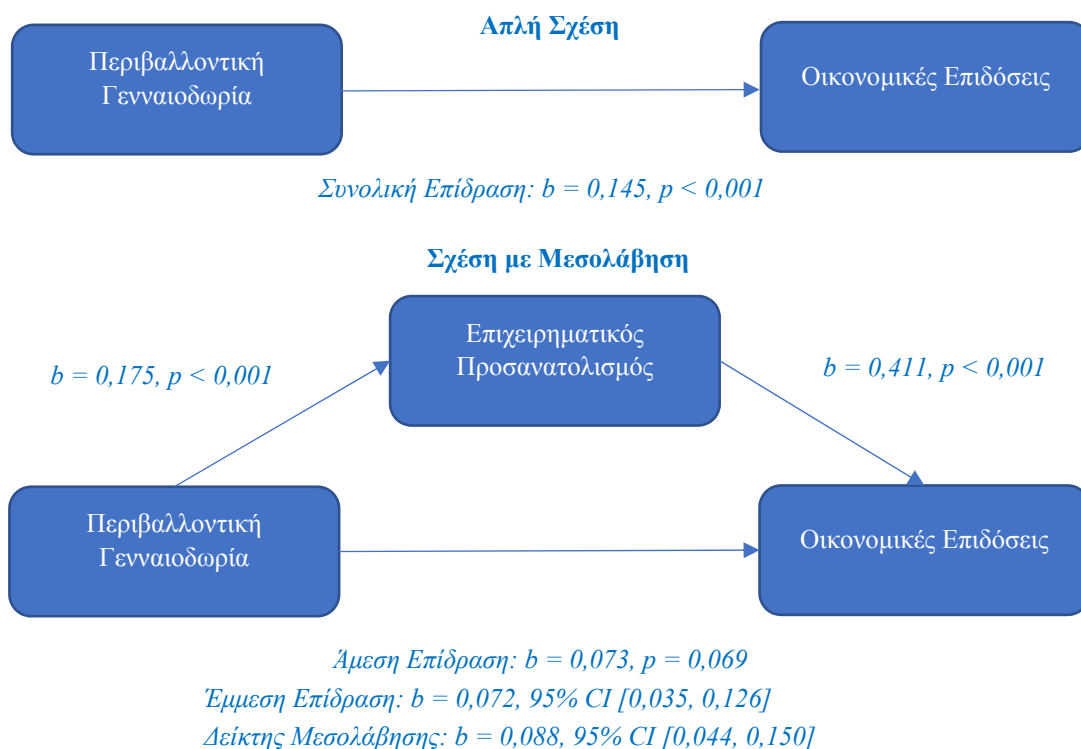 Απλή Σχέση
Περιβαλλοντική
Γενναιοδωρία
Οικονομικές Επιδόσεις
Συνολική Επίδραση: b = 0,145, p < 0,001
Σχέση με Μεσολάβηση
Επιχειρηματικός
Προσανατολισμός
b = 0,175, p < 0,001
b = 0,411, p < 0,001
Περιβαλλοντική
Γενναιοδωρία
Οικονομικές Επιδόσεις
Άμεση Επίδραση: b = 0,073, p = 0,069
Έμμεση Επίδραση: b = 0,072, 95% CI [0,035, 0,126]
Δείκτης Μεσολάβησης: b = 0,088, 95% CI [0,044, 0,150]